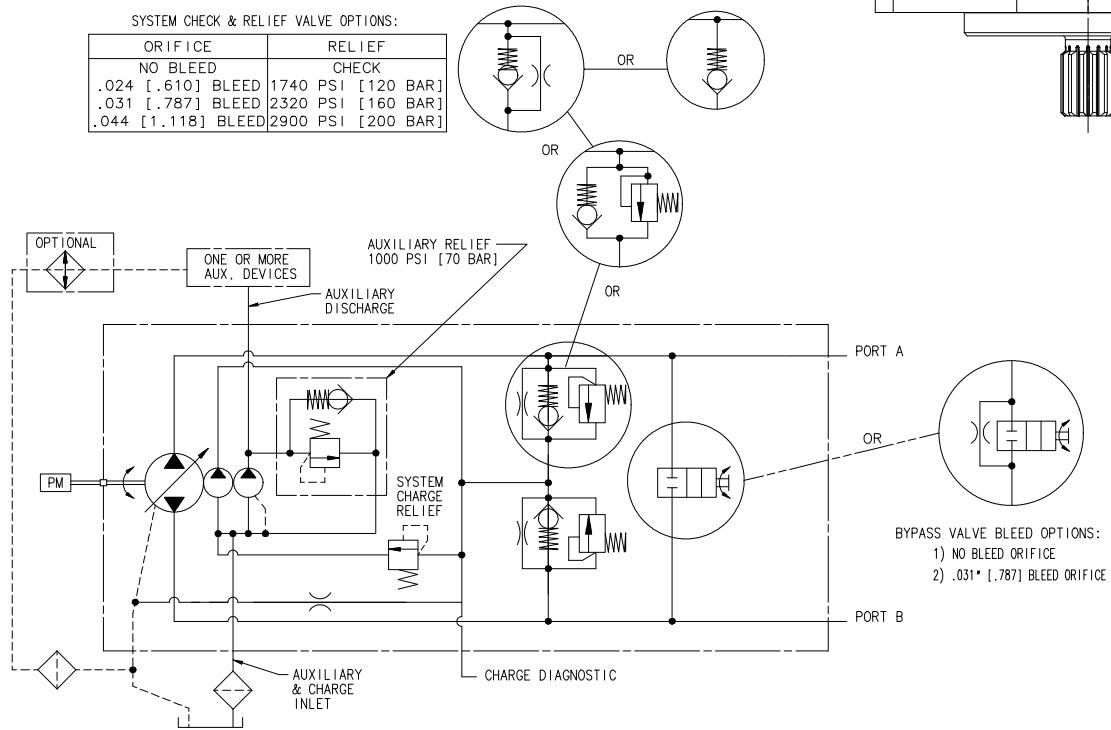 SYSTEM CHECK & RELIEF VALVE OPTIONS:
ORIFICE RELIEF
NO BLEED CHECK
.024 [.610] BLEED 1740 PSI [120 BAR]
.031 [.787] BLEED 2320 PSI [160 BAR]
.044 [1.118] BLEED 2900 PSI [200 BAR]
OR
OR
OR
OPTIONAL
ONE OR MORE
AUX. DEVICES
AUXILIARY RELIEF
1000 PSI [70 BAR]
AUXILIARY
DISCHARGE
PORT A
OR
PM
SYSTEM
CHARGE
RELIEF
BYPASS VALVE BLEED OPTIONS:
1) NO BLEED ORIFICE
2) .031" [.787] BLEED ORIFICE
PORT B
AUXILIARY
& CHARGE
INLET
CHARGE DIAGNOSTIC